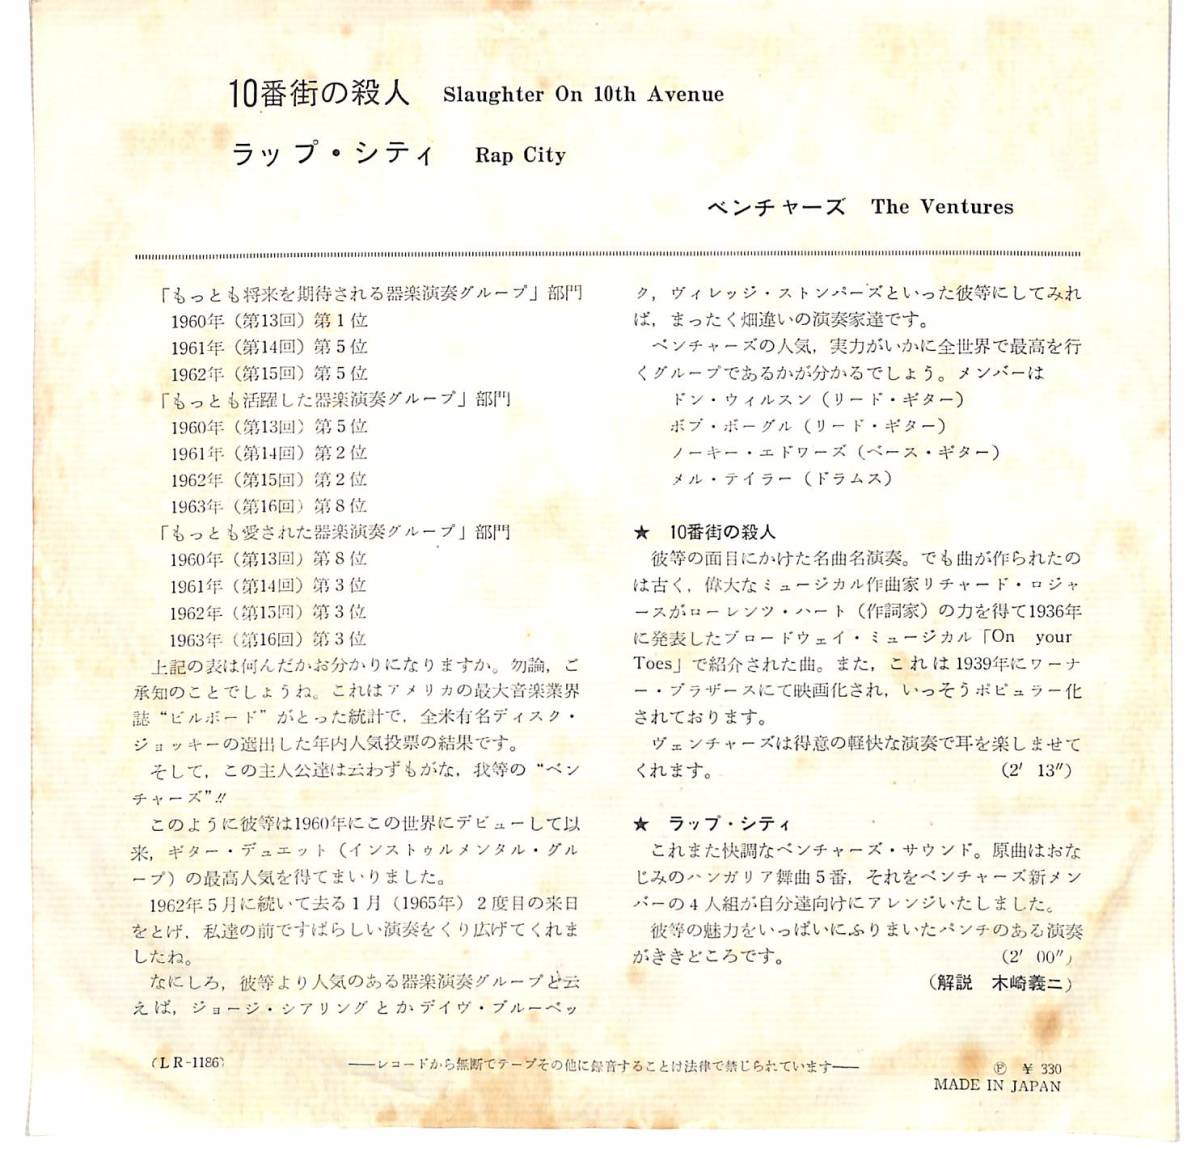 10番街の殺人 Slaughter On 10th Avenue
ラップ・シティ Rap City
ベンチャーズ The Ventures
「もっとも将来を期待される器楽演奏グループ」部門
1960年（第13回）第1位
1961年（第14回）第5位
1962年（第15回）第5位
「もっとも活躍した器楽演奏グループ」部門
1960年（第13回）第5位
1961年（第14回）第2位
1962年（第15回）第2位
1963年（第16回）第8位
「もっとも愛された器楽演奏グループ」部門
1960年（第13回）第8位
1961年（第14回）第3位
1962年（第15回）第3位
1963年（第16回）第3位
上記の表は何んだかお分かりになりますか。勿論，ご
承知のことでしょうね。これはアメリカの最大音楽業界
誌“ビルボード”がとった統計で，全米有名ディスク・
ジョッキーの選出した年内人気投票の結果です。
そして，この主人公達は云わずもがな，我等の“ベン
チャーズ”!!
このように彼等は1960年にこの世界にデビューして以
来，ギター・デュエット（インストゥルメンタル・グル
ープ）の最高人気を得てまいりました。
1962年5月に続いて去る1月（1965年）2度目の来日
をとげ，私達の前ですばらしい演奏をくり広げてくれま
したね。
なにしろ，彼等より人気のある器楽演奏グループと云
えば，ジョージ・シアリングとかデイヴ・ブルーベッ
ク，ヴィレッジ・ストンパーズといった彼等にしてみれ
ば，まったく畑違いの演奏家達です。
ベンチャーズの人気，実力がいかに全世界で最高を行
くグループであるかが分かるでしょう。メンバーは
ドン・ウィルスン（リード・ギター）
ボブ・ボーグル（リード・ギター）
ノーキー・エドワーズ（ベース・ギター）
メル・テイラー（ドラムス）
★ 10番街の殺人
彼等の面目にかけた名曲名演奏。でも曲が作られたの
は古く，偉大なミュージカル作曲家リチャード・ロジャ
ースがローレンツ・ハート（作詞家）の力を得て1936年
に発表したブロードウェイ・ミュージカル「On your
Toes」で紹介された曲。また，これは1939年にワーナ
ー・ブラザースにて映画化され，いっそうポピュラー化
されております。
ヴェンチャーズは得意の軽快な演奏で耳を楽しませて
くれます。 （2′ 13″）
★ ラップ・シティ
これまた快調なベンチャーズ・サウンド。原曲はおな
じみのハンガリア舞曲5番，それをベンチャーズ新メン
バーの4人組が自分達向けにアレンジいたしました。
彼等の魅力をいっぱいにふりまいたパンチのある演奏
がききどころです。 （2′ 00″）
（解説 木崎義二）
(LR-1186)
——レコードから無断でテープその他に録音することは法律で禁じられています——
Ⓟ ￥330
MADE IN JAPAN